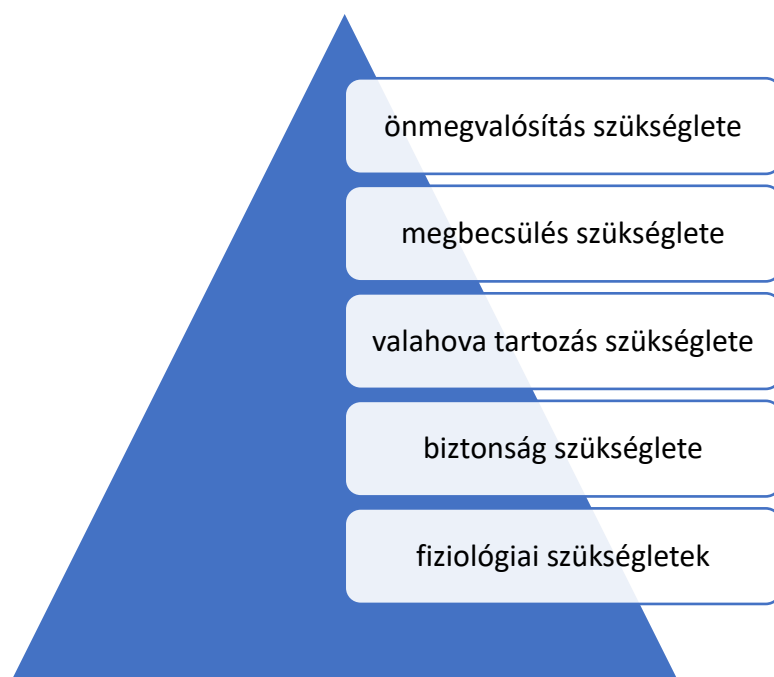 önmegvalósítás szükséglete
megbecsülés szükséglete
valahova tartozás szükséglete
biztonság szükséglete
fiziológiai szükségletek